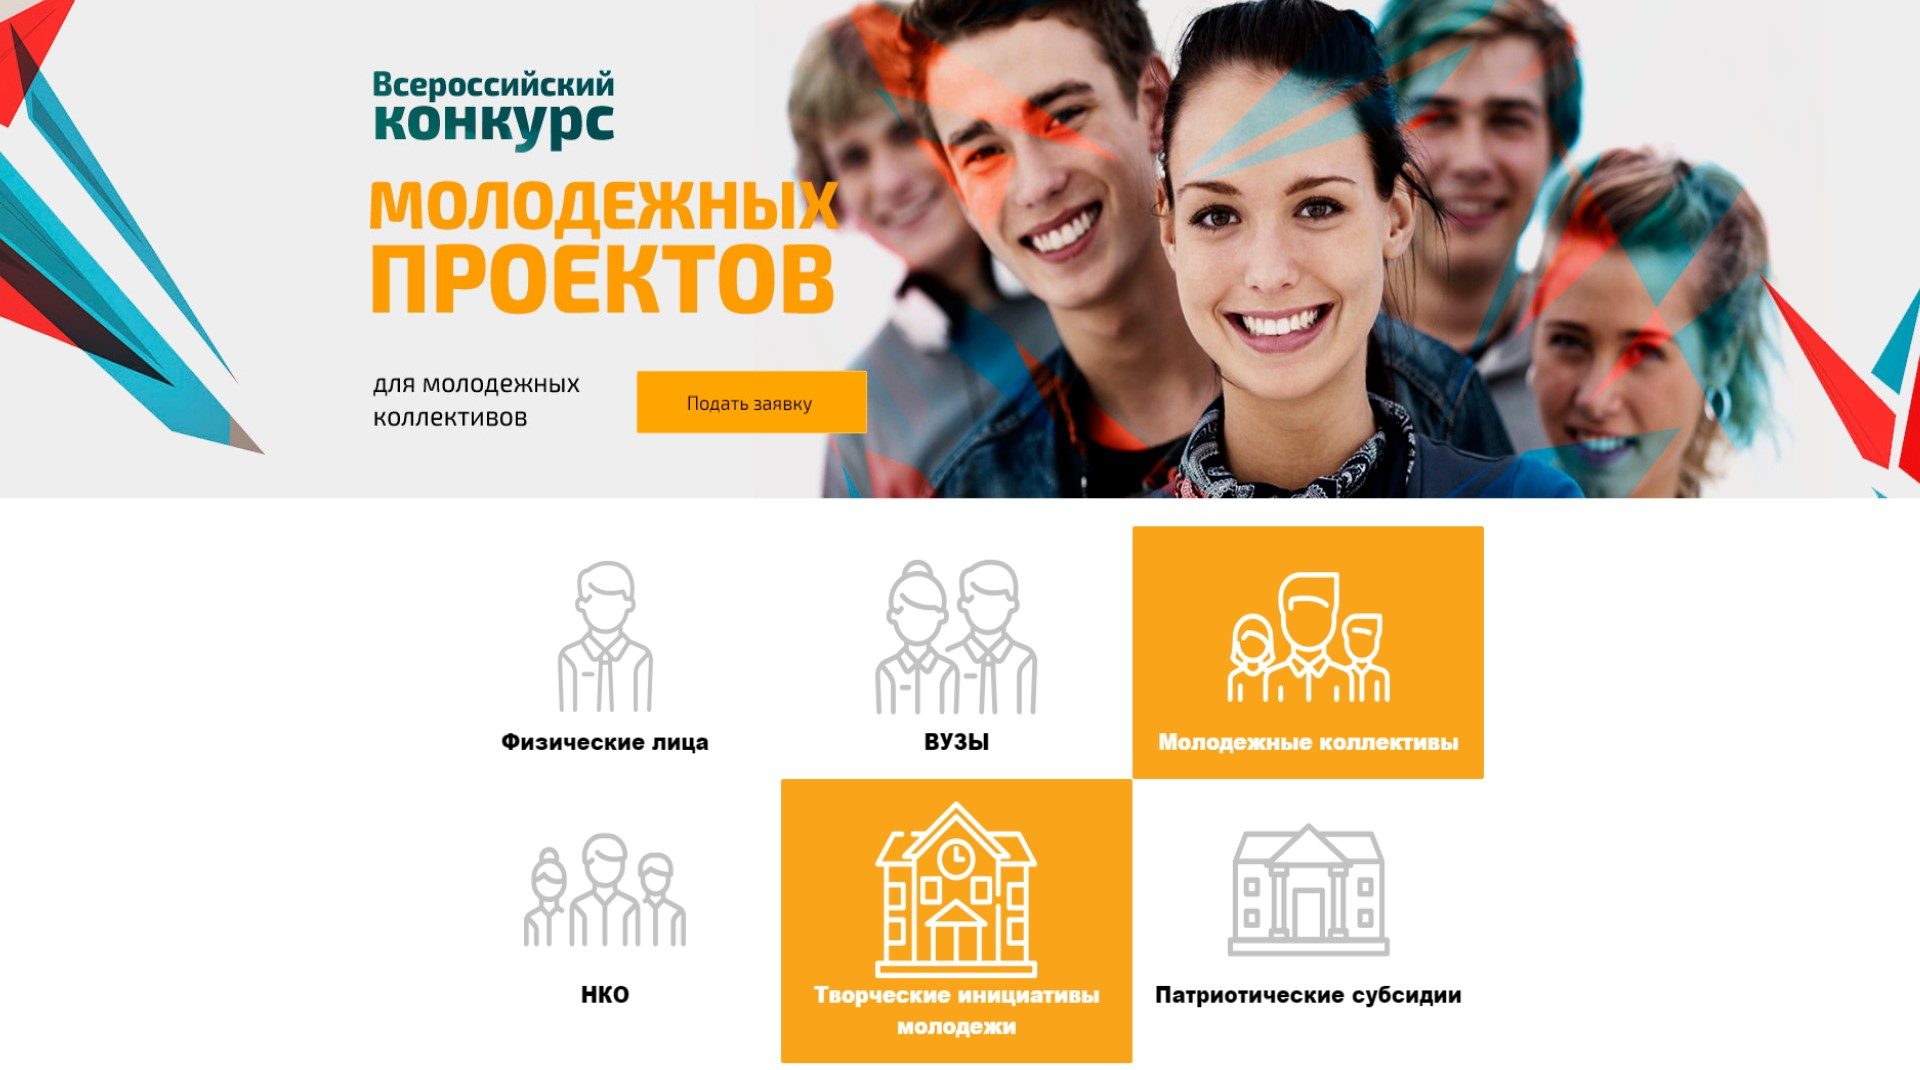 Всероссийский
конкурс
МОЛОДЕЖНЫХ
ПРОЕКТОВ
для молодежных
коллективов
Подать заявку
Физические лица
ВУЗЫ
Молодежные коллективы
НКО
Творческие инициативы
молодежи
Патриотические субсидии